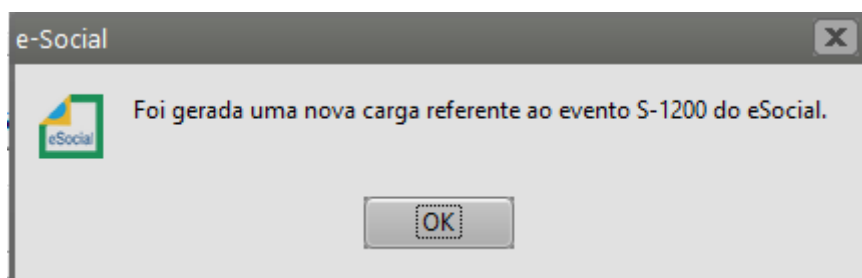 e-Social
Foi gerada uma nova carga referente ao evento S-1200 do eSocial.
eSocial
OK